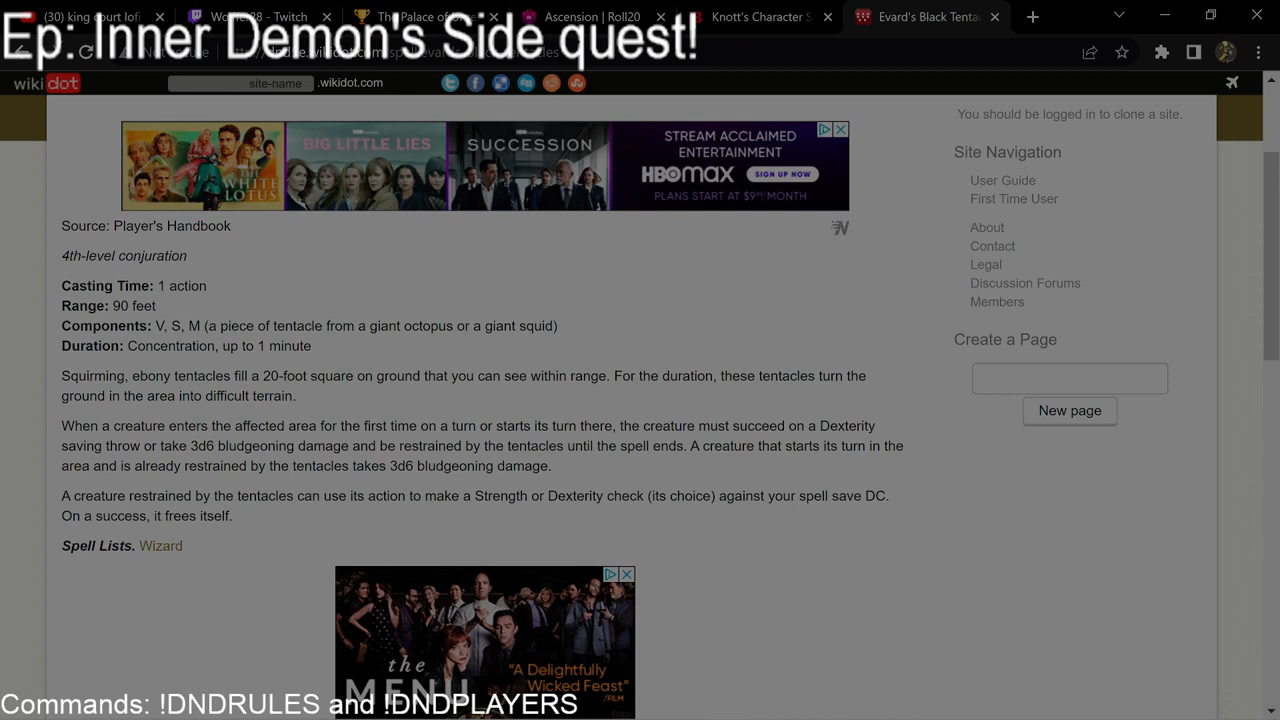 (30) king court lofi
- Twitch
Ascension | Roll20
Knott's Character S
Evard's Black Tenta
Ep: Inner Demon's Side quest!
wikidot
site-name .wikidot.com
You should be logged in to clone a site.
THE WHITE LOTUS
BIG LITTLE LIES
SUCCESSION
STREAM ACCLAIMED
ENTERTAINMENT
HBOMAX SIGN UP NOW
PLANS START AT $9.99/MONTH
Source: Player's Handbook
4th-level conjuration
Casting Time: 1 action
Range: 90 feet
Components: V, S, M (a piece of tentacle from a giant octopus or a giant squid)
Duration: Concentration, up to 1 minute
Squirming, ebony tentacles fill a 20-foot square on ground that you can see within range. For the duration, these tentacles turn the
ground in the area into difficult terrain.
When a creature enters the affected area for the first time on a turn or starts its turn there, the creature must succeed on a Dexterity
saving throw or take 3d6 bludgeoning damage and be restrained by the tentacles until the spell ends. A creature that starts its turn in the
area and is already restrained by the tentacles takes 3d6 bludgeoning damage.
A creature restrained by the tentacles can use its action to make a Strength or Dexterity check (its choice) against your spell save DC.
On a success, it frees itself.
Spell Lists. Wizard
Site Navigation
User Guide
First Time User
About
Contact
Legal
Discussion Forums
Members
Create a Page
New page
the
MENU
"A Delightfully
Wicked Feast"
/FILM
Commands: !DNDRULES and !DNDPLAYERS